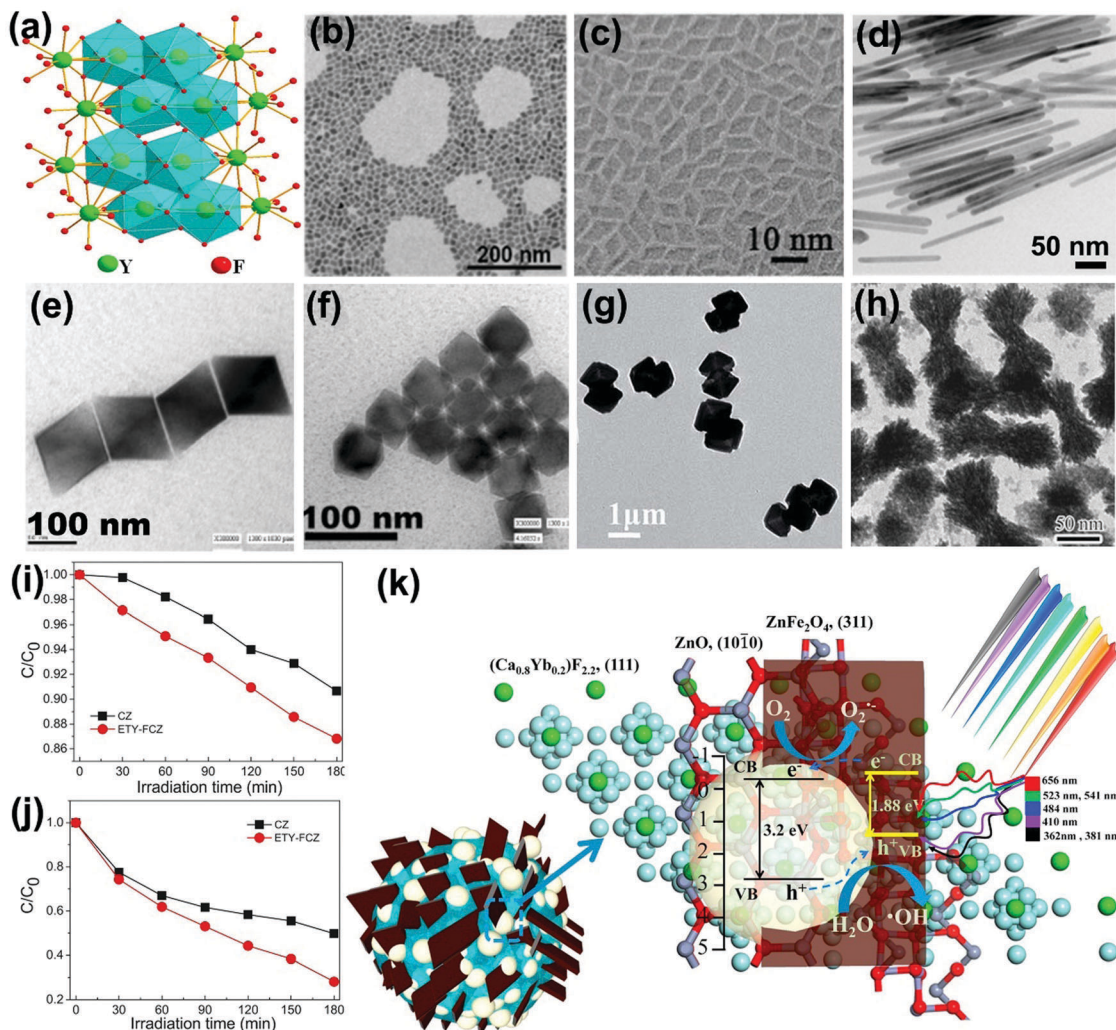 (a)
Y F
(b)
200 nm
(c)
10 nm
(d)
50 nm
(e)
100 nm
(f)
100 nm
(g)
1μm
(h)
50 nm
(i)
1.00
0.98
0.96
0.94
0.92
0.90
0.88
0.86
C/C₀
CZ
ETY-FCZ
0 30 60 90 120 150 180
Irradiation time (min)
(j)
1.0
0.8
0.6
0.4
0.2
C/C₀
CZ
ETY-FCZ
0 30 60 90 120 150 180
Irradiation time (min)
(k)
ZnFe₂O₄, (311)
ZnO, (101̄0)
(Ca₀.₈Yb₀.₂)F₂.₂, (111)
O₂ O₂·⁻
-1
0
1
2
3
4
5
CB e⁻ e⁻ CB
3.2 eV
1.88 eV
h⁺ VB
VB h⁺
H₂O ·OH
656 nm
523 nm, 541 nm
484 nm
410 nm
362nm , 381 nm